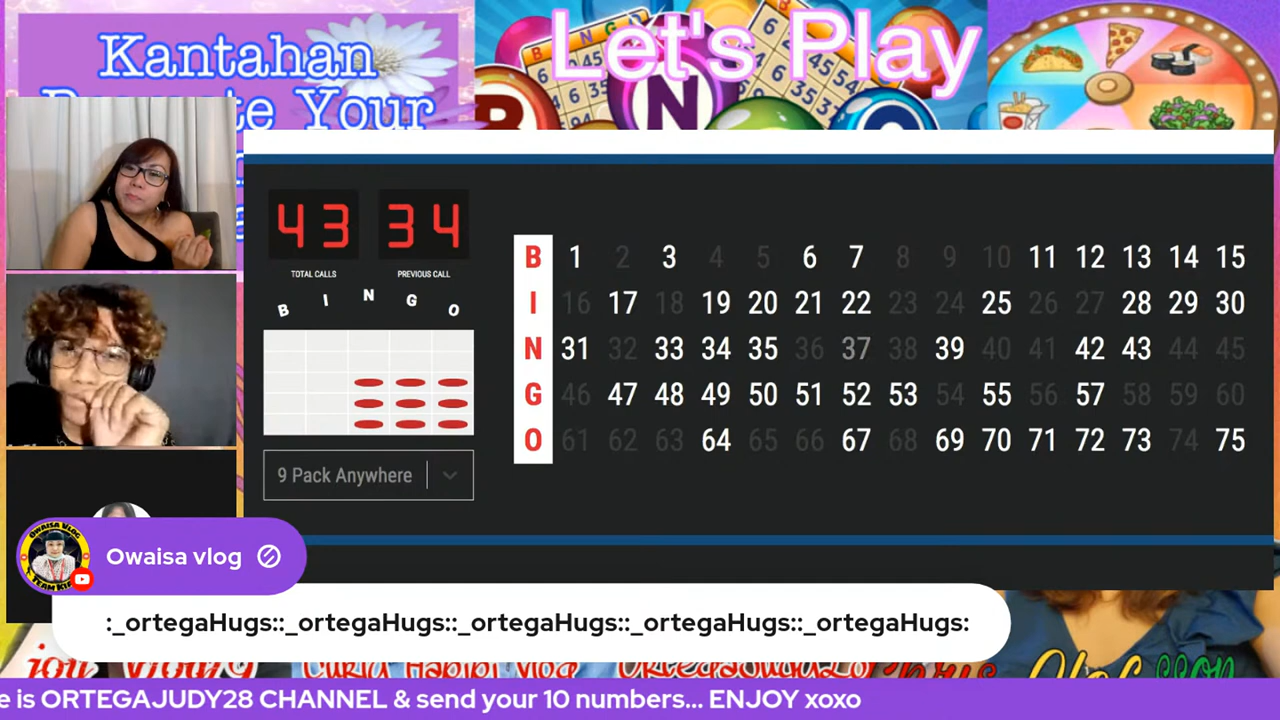 Kantahan
Let's Play
43 34
TOTAL CALLS PREVIOUS CALL
B I N G O
B 1 2 3 4 5 6 7 8 9 10 11 12 13 14 15
I 16 17 18 19 20 21 22 23 24 25 26 27 28 29 30
N 31 32 33 34 35 36 37 38 39 40 41 42 43 44 45
G 46 47 48 49 50 51 52 53 54 55 56 57 58 59 60
O 61 62 63 64 65 66 67 68 69 70 71 72 73 74 75
9 Pack Anywhere
Owaisa vlog
:_ortegaHugs::_ortegaHugs::_ortegaHugs::_ortegaHugs::_ortegaHugs:
e is ORTEGAJUDY28 CHANNEL & send your 10 numbers... ENJOY xoxo